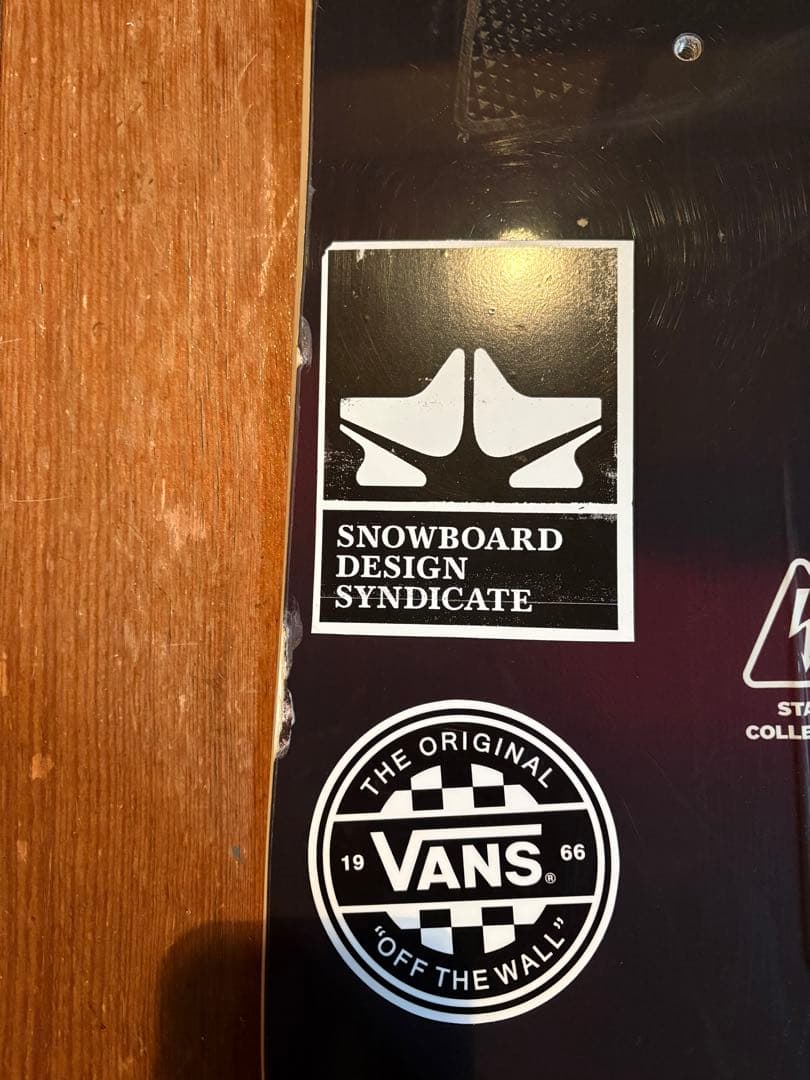 SNOWBOARD
DESIGN
SYNDICATE
THE ORIGINAL
19 VANS® 66
"OFF THE WALL"